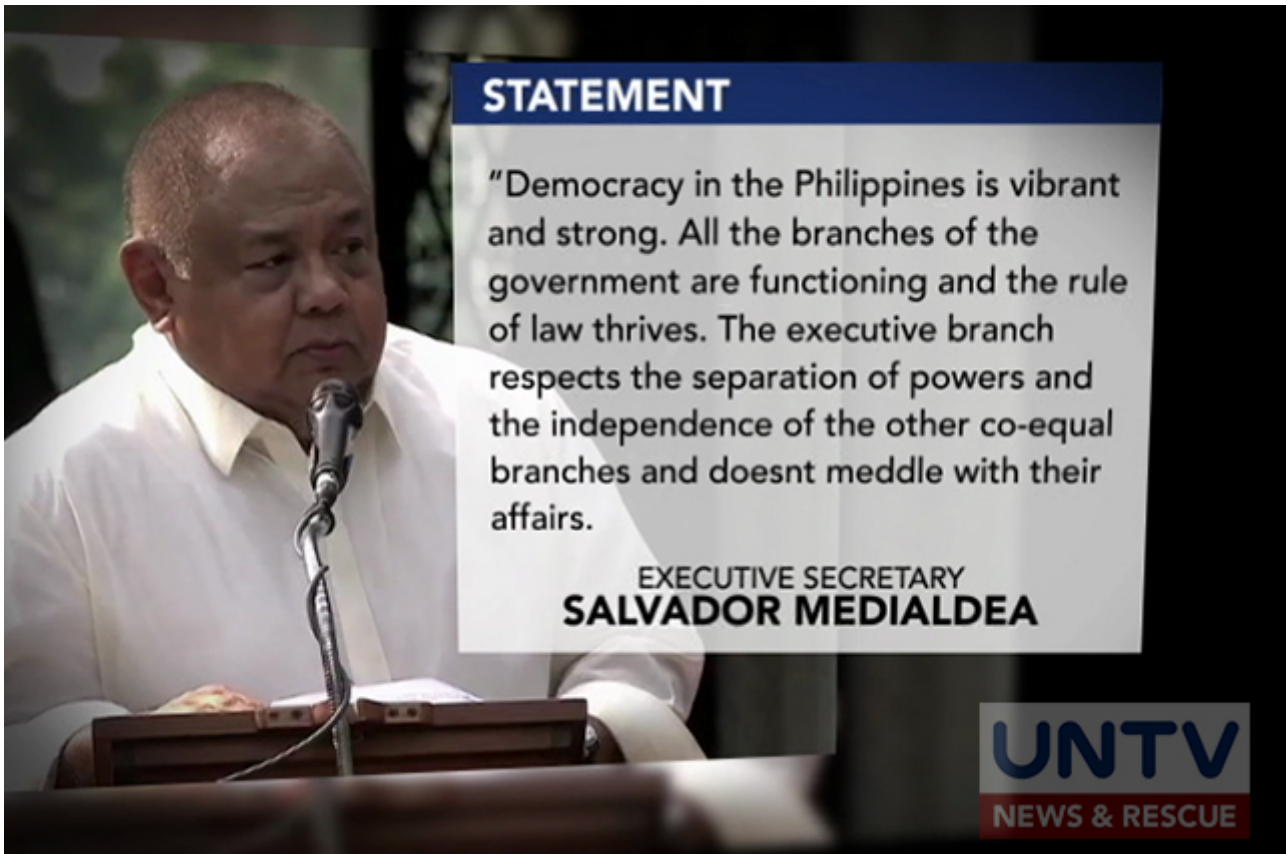 STATEMENT
"Democracy in the Philippines is vibrant
and strong. All the branches of the
government are functioning and the rule
of law thrives. The executive branch
respects the separation of powers and
the independence of the other co-equal
branches and doesnt meddle with their
affairs.
EXECUTIVE SECRETARY
SALVADOR MEDIALDEA
UNTV
NEWS & RESCUE